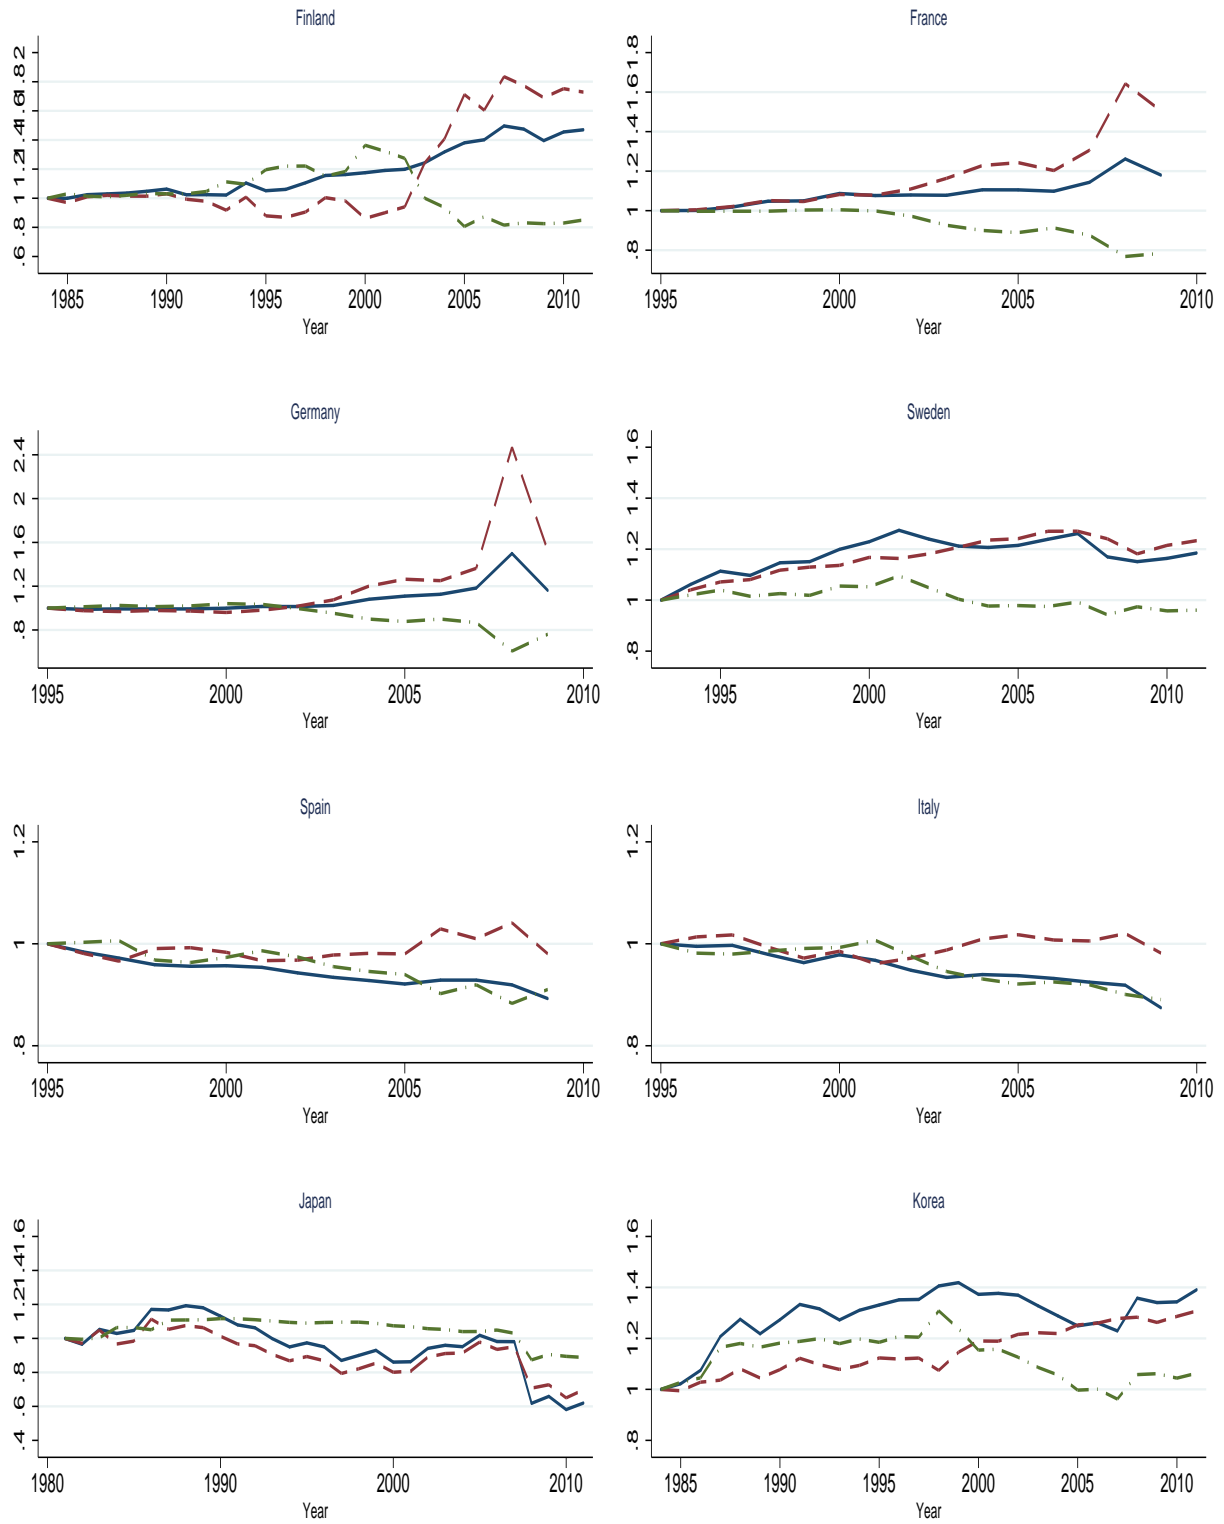 Finland
.6 .8 1 1.2 1.4 1.6 1.8 2
1985 1990 1995 2000 2005 2010
Year
France
.8 1 1.2 1.4 1.6 1.8
1995 2000 2005 2010
Year
Germany
.8 1.2 1.6 2 2.4
1995 2000 2005 2010
Year
Sweden
.8 1 1.2 1.4 1.6
1995 2000 2005 2010
Year
Spain
.8 1 1.2
1995 2000 2005 2010
Year
Italy
.8 1 1.2
1995 2000 2005 2010
Year
Japan
.4 .6 .8 1 1.2 1.4 1.6
1980 1990 2000 2010
Year
Korea
.8 1 1.2 1.4 1.6
1985 1990 1995 2000 2005 2010
Year